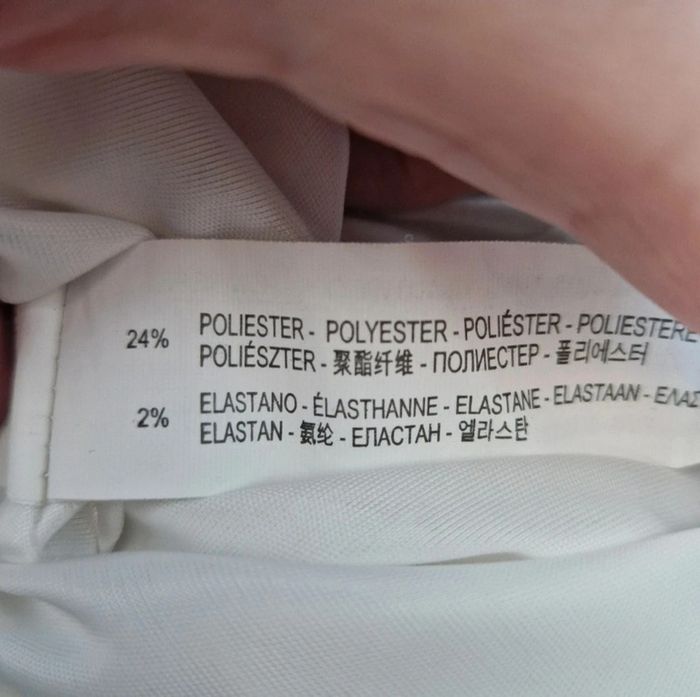 24% POLIESTER - POLYESTER - POLIÉSTER - POLIESTERE
POLIÉSZTER - 聚酯纤维 - ПОЛИЕСТЕР - 폴리에스터
2% ELASTANO - ÉLASTHANNE - ELASTANE - ELASTAAN - ΕΛΑΣ
ELASTAN - 氨纶 - ЕЛАСТАН - 엘라스탄